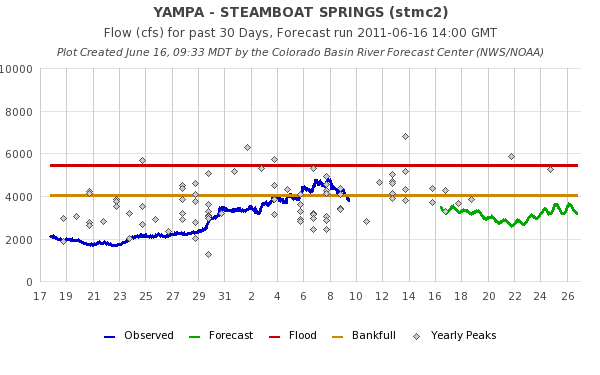 YAMPA - STEAMBOAT SPRINGS (stmc2)
Flow (cfs) for past 30 Days, Forecast run 2011-06-16 14:00 GMT
Plot Created June 16, 09:33 MDT by the Colorado Basin River Forecast Center (NWS/NOAA)
10000
8000
6000
4000
2000
0
17 19 21 23 25 27 29 31 2 4 6 8 10 12 14 16 18 20 22 24 26
Observed Forecast Flood Bankfull Yearly Peaks